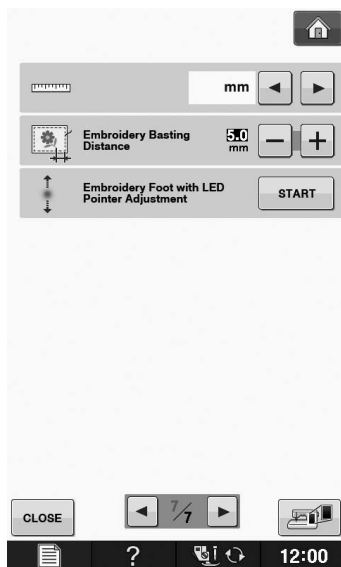 mm
Embroidery Basting
Distance
5.0
mm
Embroidery Foot with LED
Pointer Adjustment
START
CLOSE
7/7
?
12:00